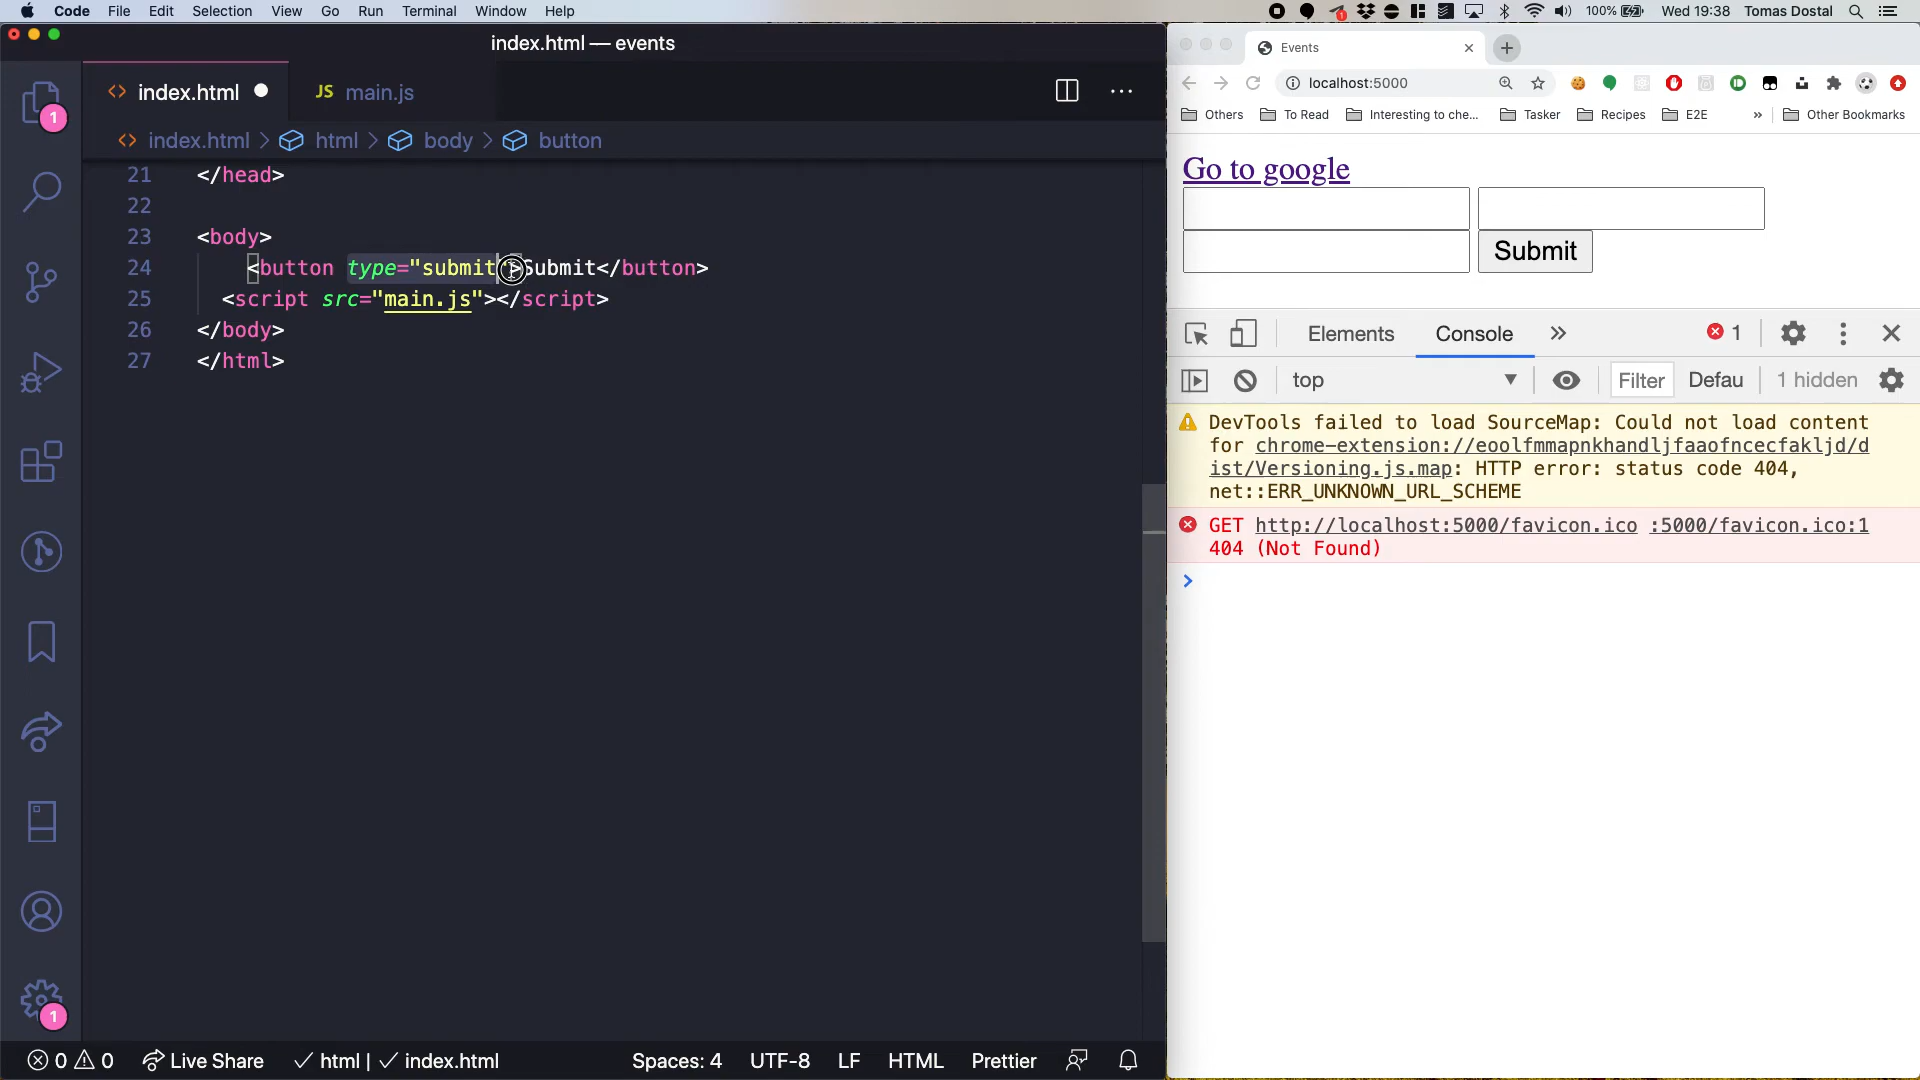 Code File Edit Selection View Go Run Terminal Window Help
1 100% Wed 19:38 Tomas Dostal
index.html — events
index.html JS main.js
index.html > html > body > button
21 </head>
22
23 <body>
24 <button type="submit">Submit</button>
25 <script src="main.js"></script>
26 </body>
27 </html>
1
1
0 0 Live Share ✓ html | ✓ index.html Spaces: 4 UTF-8 LF HTML Prettier
Events
localhost:5000
Others To Read Interesting to che... Tasker Recipes E2E » Other Bookmarks
Go to google
Submit
Elements Console » 1
top Filter Defau 1 hidden
DevTools failed to load SourceMap: Could not load content
for chrome-extension://eoolfmmapnkhandljfaaofncecfakljd/d
ist/Versioning.js.map: HTTP error: status code 404,
net::ERR_UNKNOWN_URL_SCHEME
GET http://localhost:5000/favicon.ico :5000/favicon.ico:1
404 (Not Found)
>